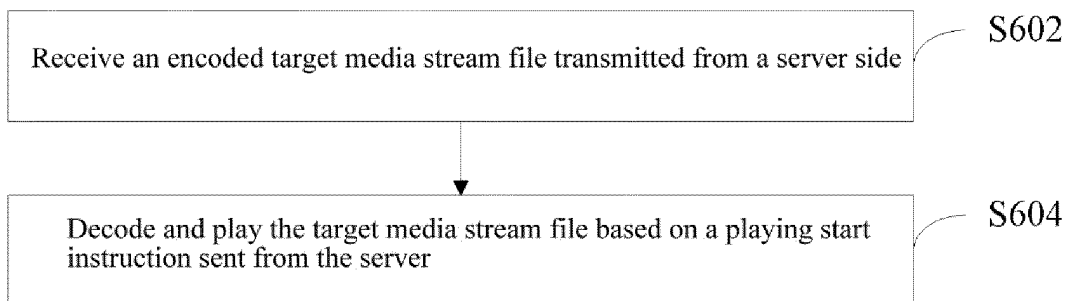 S602
Receive an encoded target media stream file transmitted from a server side
S604
Decode and play the target media stream file based on a playing start
instruction sent from the server